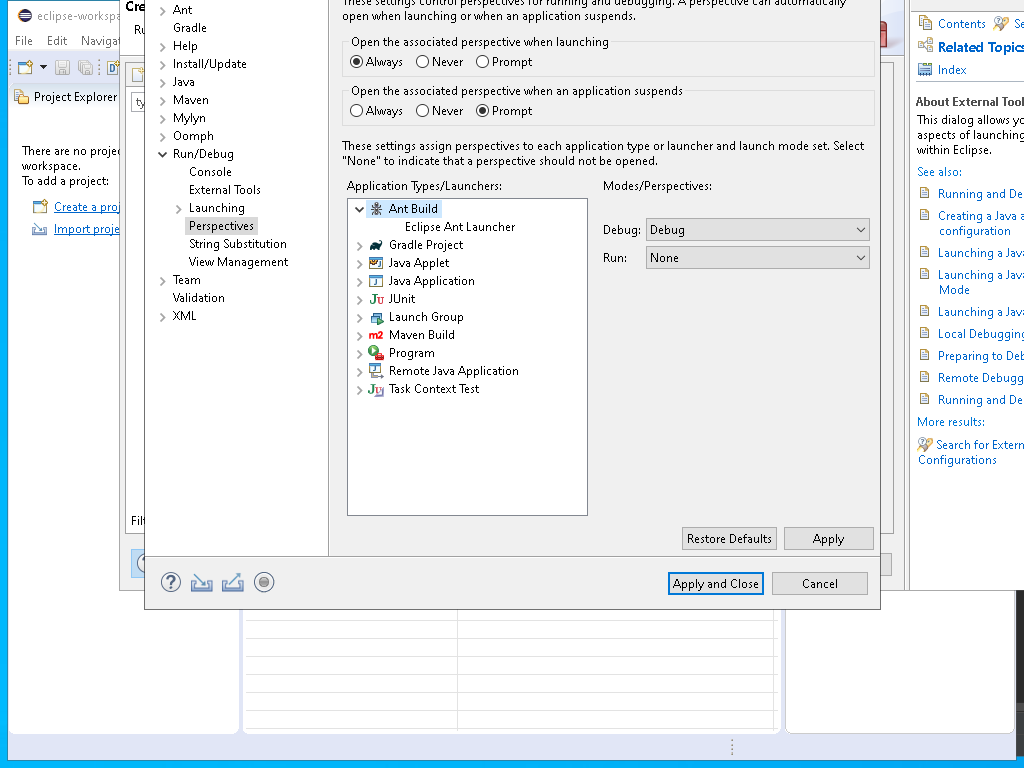 eclipse-workspa
File Edit Navigat
Project Explorer
There are no projec
workspace.
To add a project:
Create a proj
Import proje
Cre
Ru
ty
Filt
Ant
Gradle
Help
Install/Update
Java
Maven
Mylyn
Oomph
Run/Debug
Console
External Tools
Launching
Perspectives
String Substitution
View Management
Team
Validation
XML
These settings control perspectives for running and debugging. A perspective can automatically
open when launching or when an application suspends.
Open the associated perspective when launching
Always Never Prompt
Open the associated perspective when an application suspends
Always Never Prompt
These settings assign perspectives to each application type or launcher and launch mode set. Select
"None" to indicate that a perspective should not be opened.
Application Types/Launchers:
Ant Build
Eclipse Ant Launcher
Gradle Project
Java Applet
Java Application
JUnit
Launch Group
Maven Build
Program
Remote Java Application
Task Context Test
Modes/Perspectives:
Debug: Debug
Run: None
Restore Defaults Apply
Apply and Close Cancel
Contents Se
Related Topics
Index
About External Tool
This dialog allows yo
aspects of launching
within Eclipse.
See also:
Running and De
Creating a Java a
configuration
Launching a Java
Launching a Java
Mode
Launching a Java
Local Debugging
Preparing to Deb
Remote Debugg
Running and De
More results:
Search for Extern
Configurations